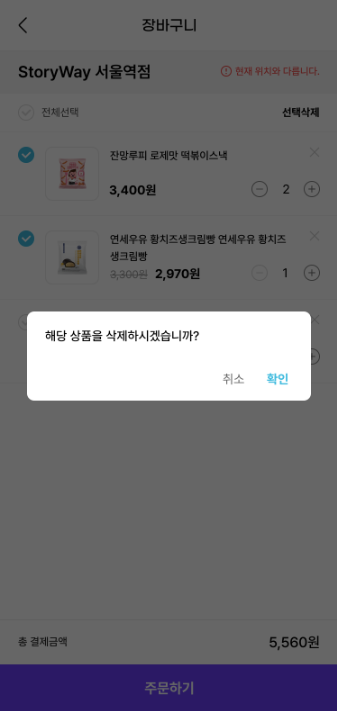 장바구니
StoryWay 서울역점
현재 위치와 다릅니다.
전체선택
선택삭제
잔망루피 로제맛 떡볶이스낵
3,400원
2
연세우유 황치즈생크림빵 연세우유 황치즈
생크림빵
3,300원 2,970원
1
해당 상품을 삭제하시겠습니까?
취소
확인
총 결제금액
5,560원
주문하기